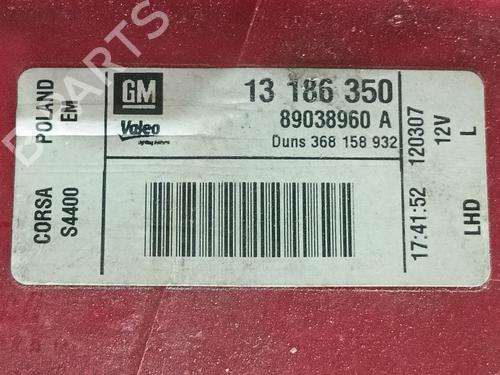 CORSA POLAND
S4400 EM
GM
13 186 350
Valeo
89038960 A
Duns 368 158 932
17:41:52 120307
12V
LHD L
PARTS